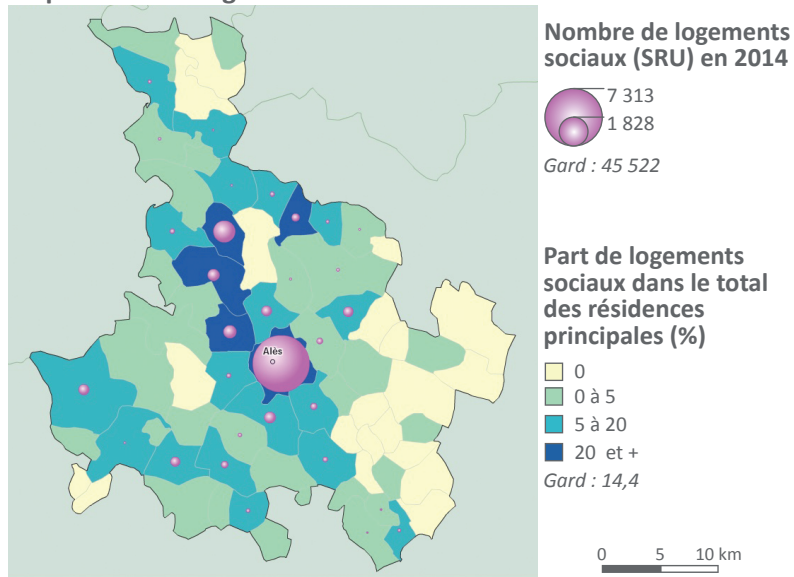 Alès
Nombre de logements
sociaux (SRU) en 2014
7 313
1 828
Gard : 45 522
Part de logements
sociaux dans le total
des résidences
principales (%)
0
0 à 5
5 à 20
20 et +
Gard : 14,4
0 5 10 km